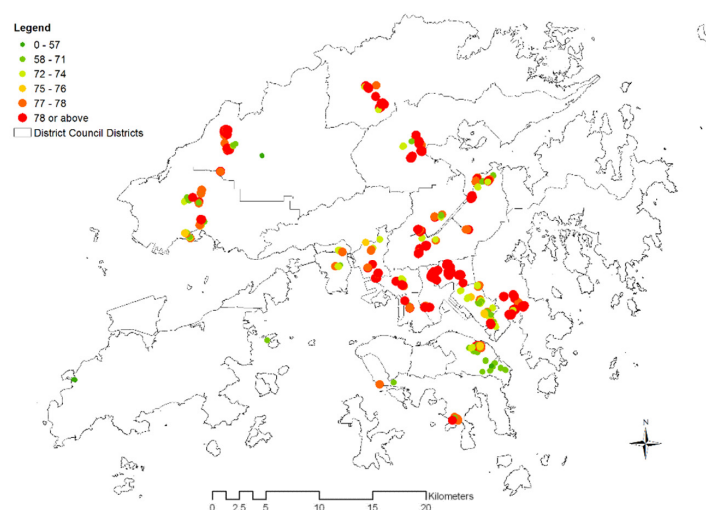 Legend
0 - 57
58 - 71
72 - 74
75 - 76
77 - 78
78 or above
District Council Districts
N
Kilometers
0 2.5 5 10 15 20